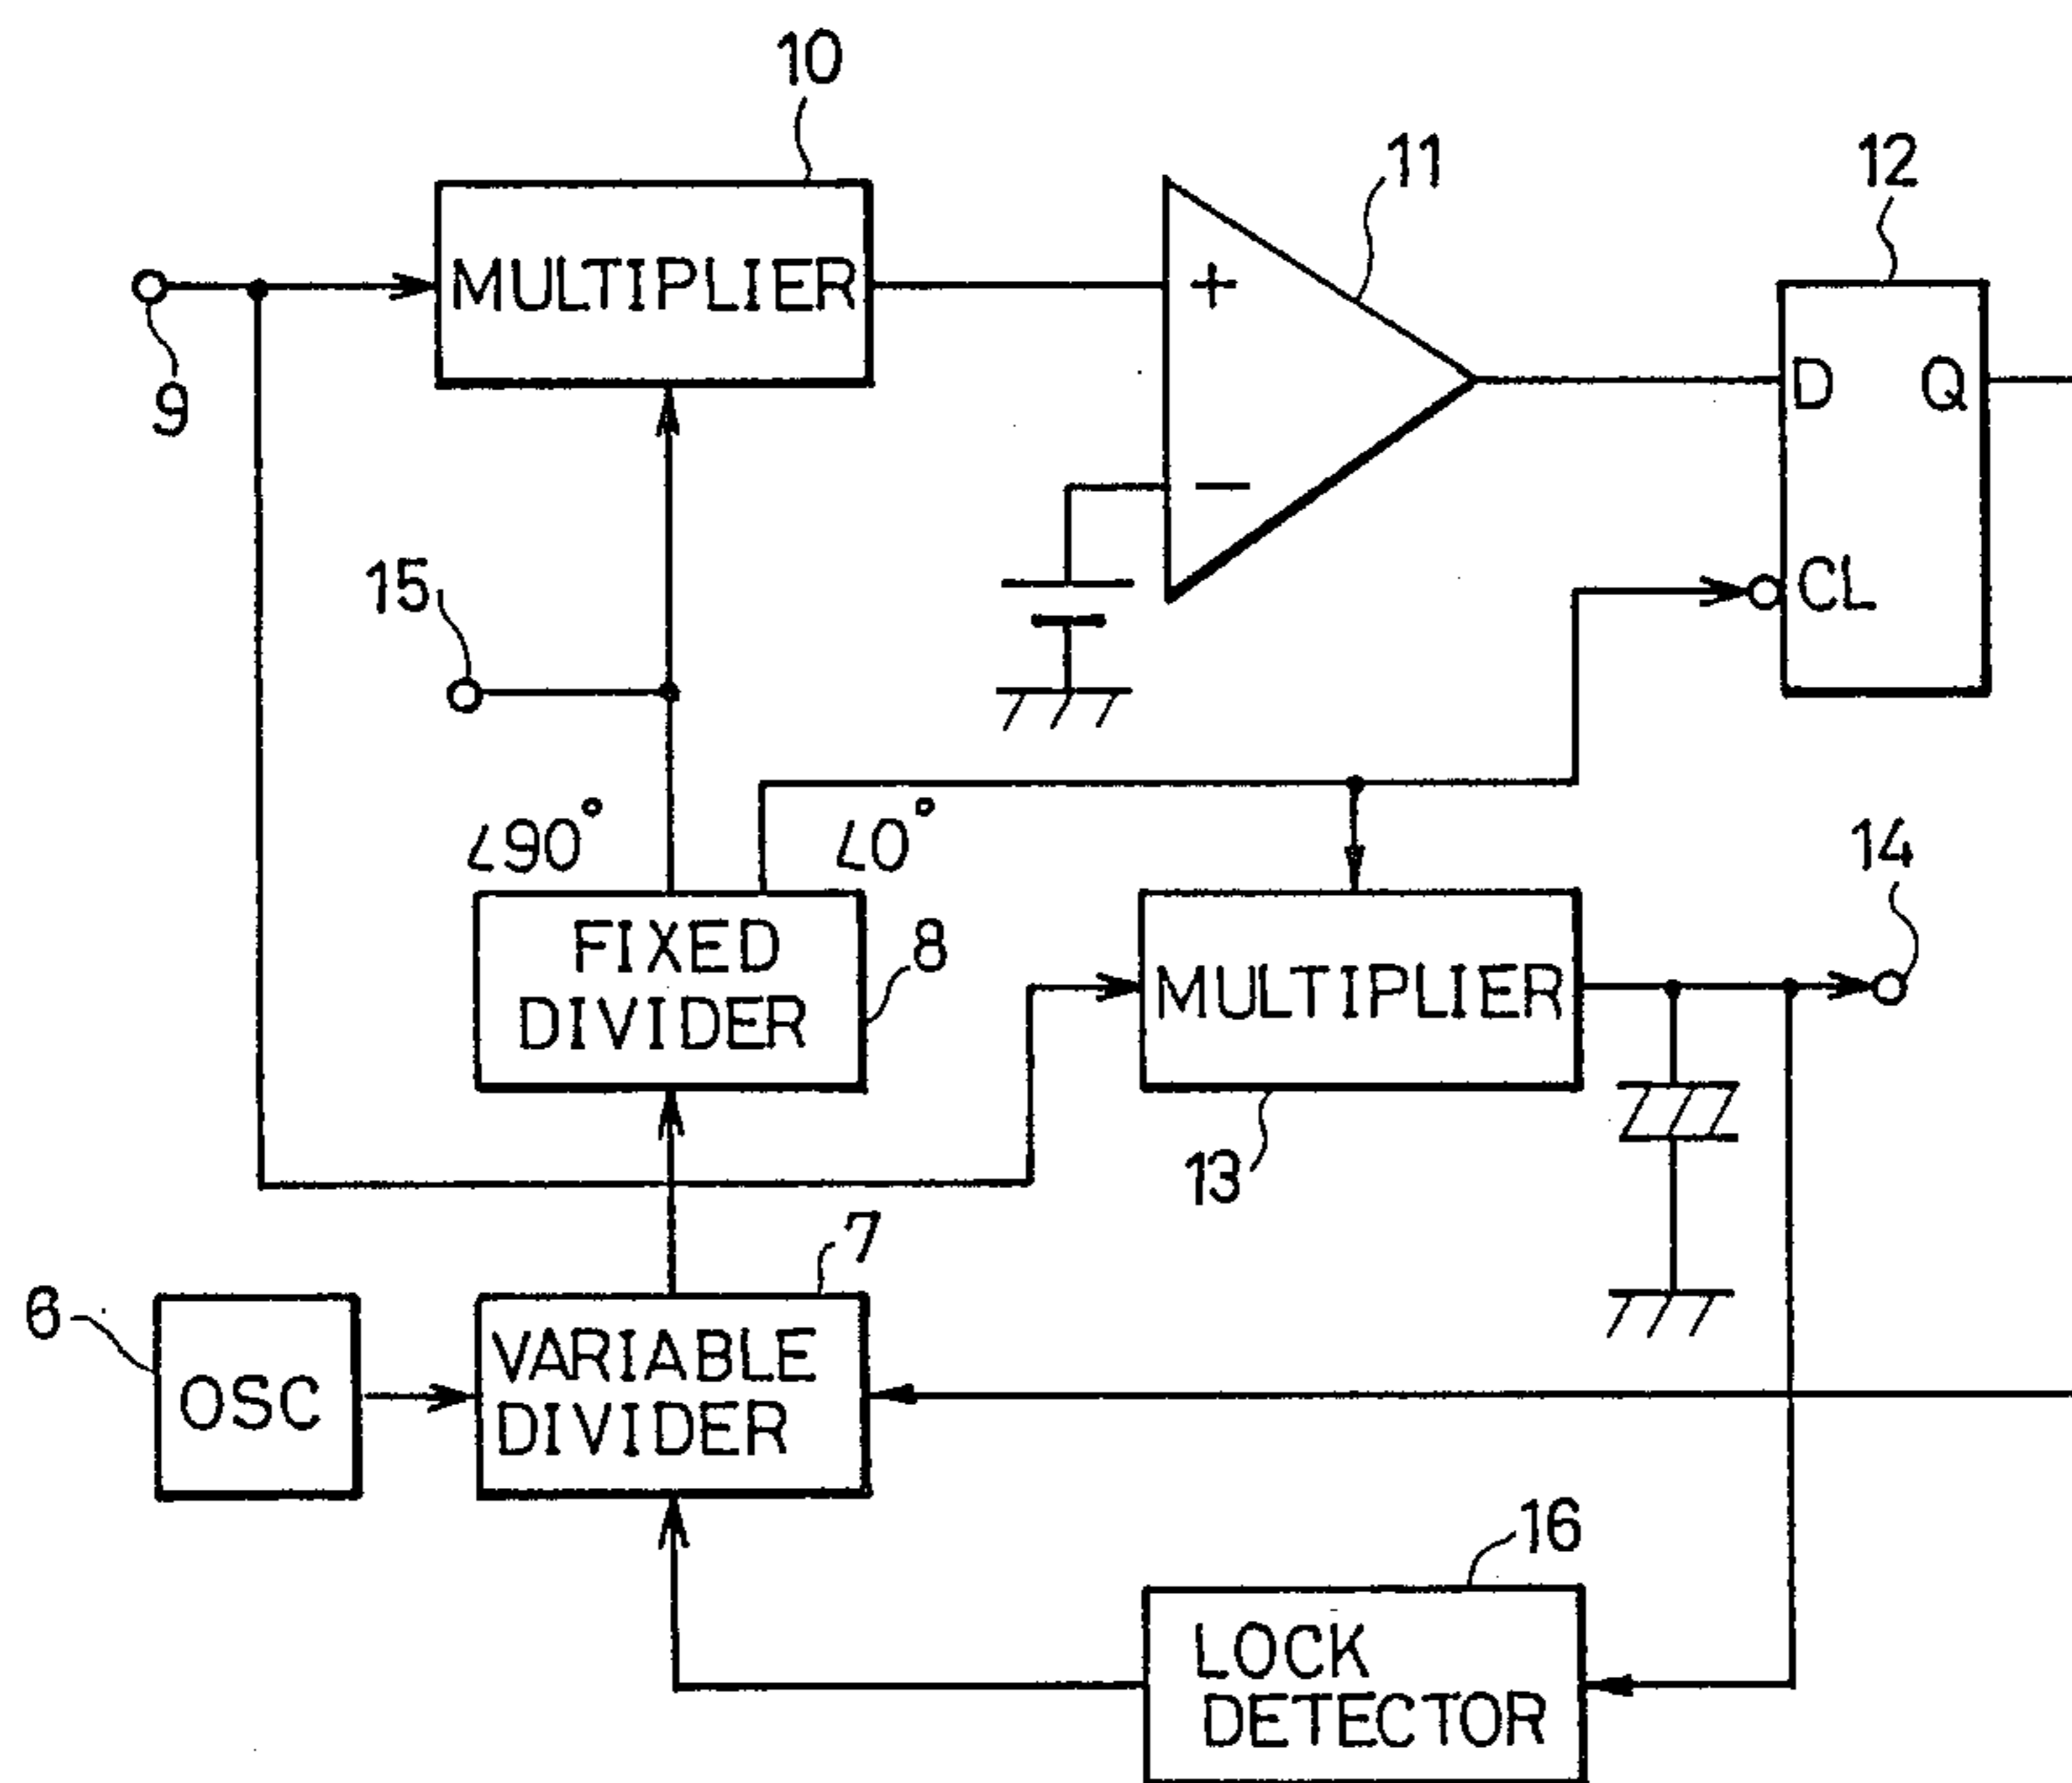 10
11
12
MULTIPLIER
+
9
D Q
−
15
CL
∠90° ∠0°
14
FIXED
DIVIDER
8
MULTIPLIER
13
7
6
OSC
VARIABLE
DIVIDER
16
LOCK
DETECTOR